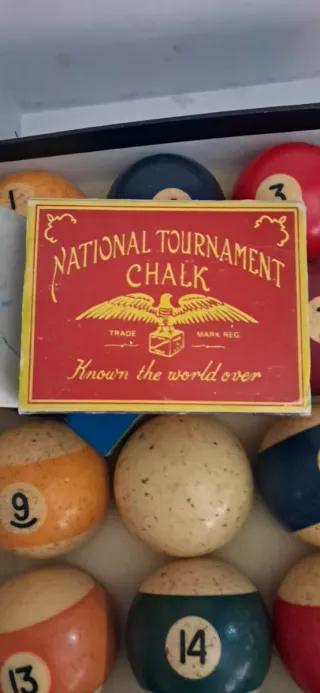 1
3
NATIONAL TOURNAMENT
CHALK
TRADE MARK REG.
Known the world over
9
14
13